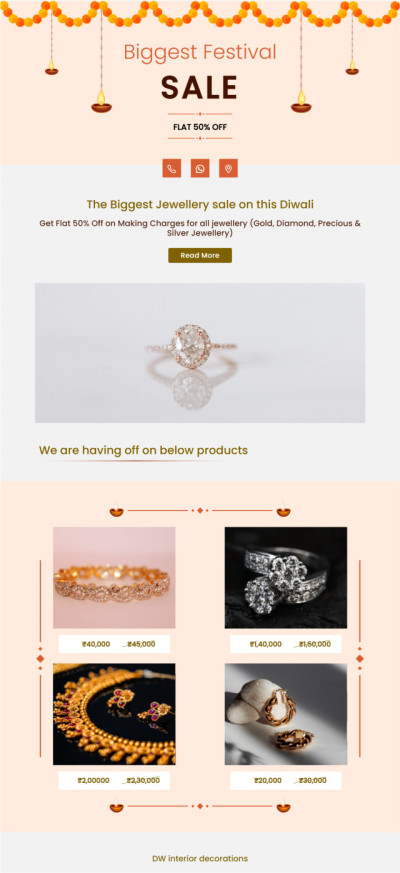 Biggest Festival
SALE
FLAT 50% OFF
The Biggest Jewellery sale on this Diwali
Get Flat 50% Off on Making Charges for all jewellery (Gold, Diamond, Precious &
Silver Jewellery)
Read More
We are having off on below products
₹40,000 ₹45,000
₹1,40,000 ₹1,50,000
₹2,00000 ₹2,30,000
₹20,000 ₹30,000
DW interior decorations